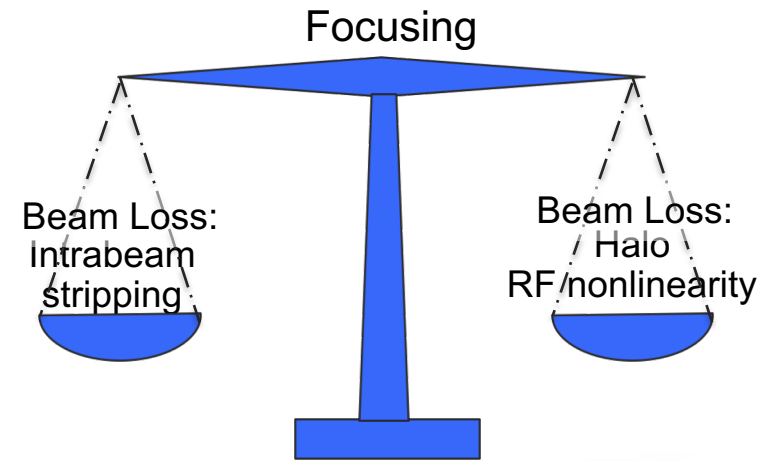 Focusing
Beam Loss:
Intrabeam
stripping
Beam Loss:
Halo
RF nonlinearity